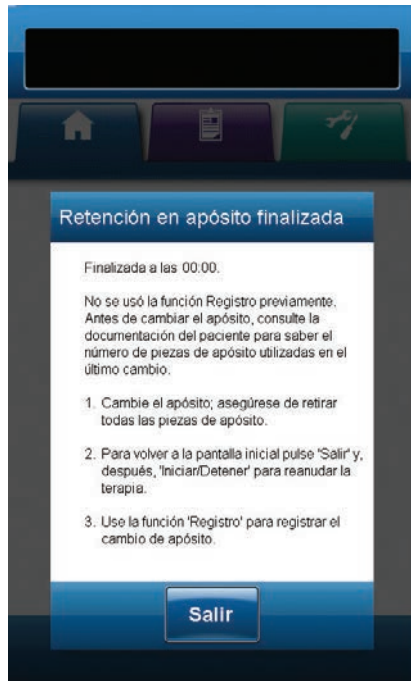 Retención en apósito finalizada
Finalizada a las 00:00.
No se usó la función Registro previamente.
Antes de cambiar el apósito, consulte la
documentación del paciente para saber el
número de piezas de apósito utilizadas en el
último cambio.
1. Cambie el apósito; asegúrese de retirar
todas las piezas de apósito.
2. Para volver a la pantalla inicial pulse 'Salir' y,
después, 'Iniciar/Detener' para reanudar la
terapia.
3. Use la función 'Registro' para registrar el
cambio de apósito.
Salir